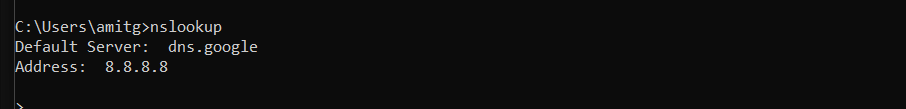 C:\Users\amitg>nslookup
Default Server:  dns.google
Address:  8.8.8.8
>